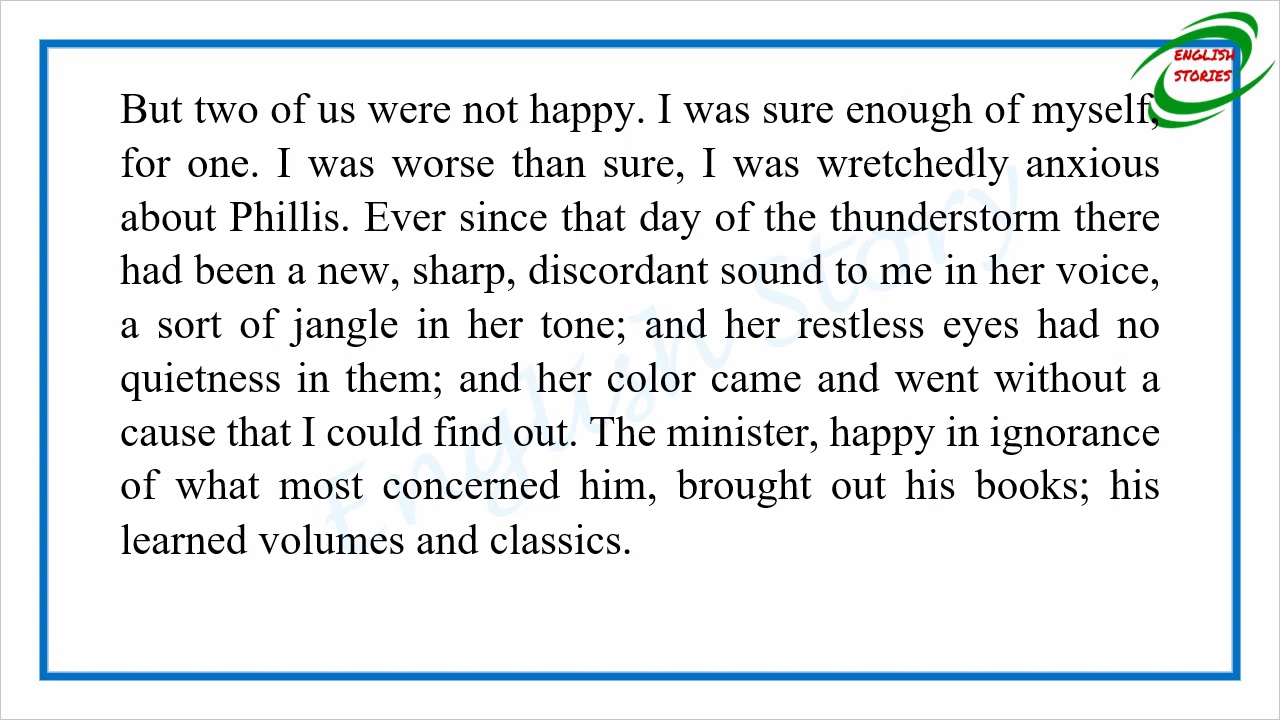 ENGLISH
STORIES
But two of us were not happy. I was sure enough of myself,
for one. I was worse than sure, I was wretchedly anxious
about Phillis. Ever since that day of the thunderstorm there
had been a new, sharp, discordant sound to me in her voice,
a sort of jangle in her tone; and her restless eyes had no
quietness in them; and her color came and went without a
cause that I could find out. The minister, happy in ignorance
of what most concerned him, brought out his books; his
learned volumes and classics.
English Story